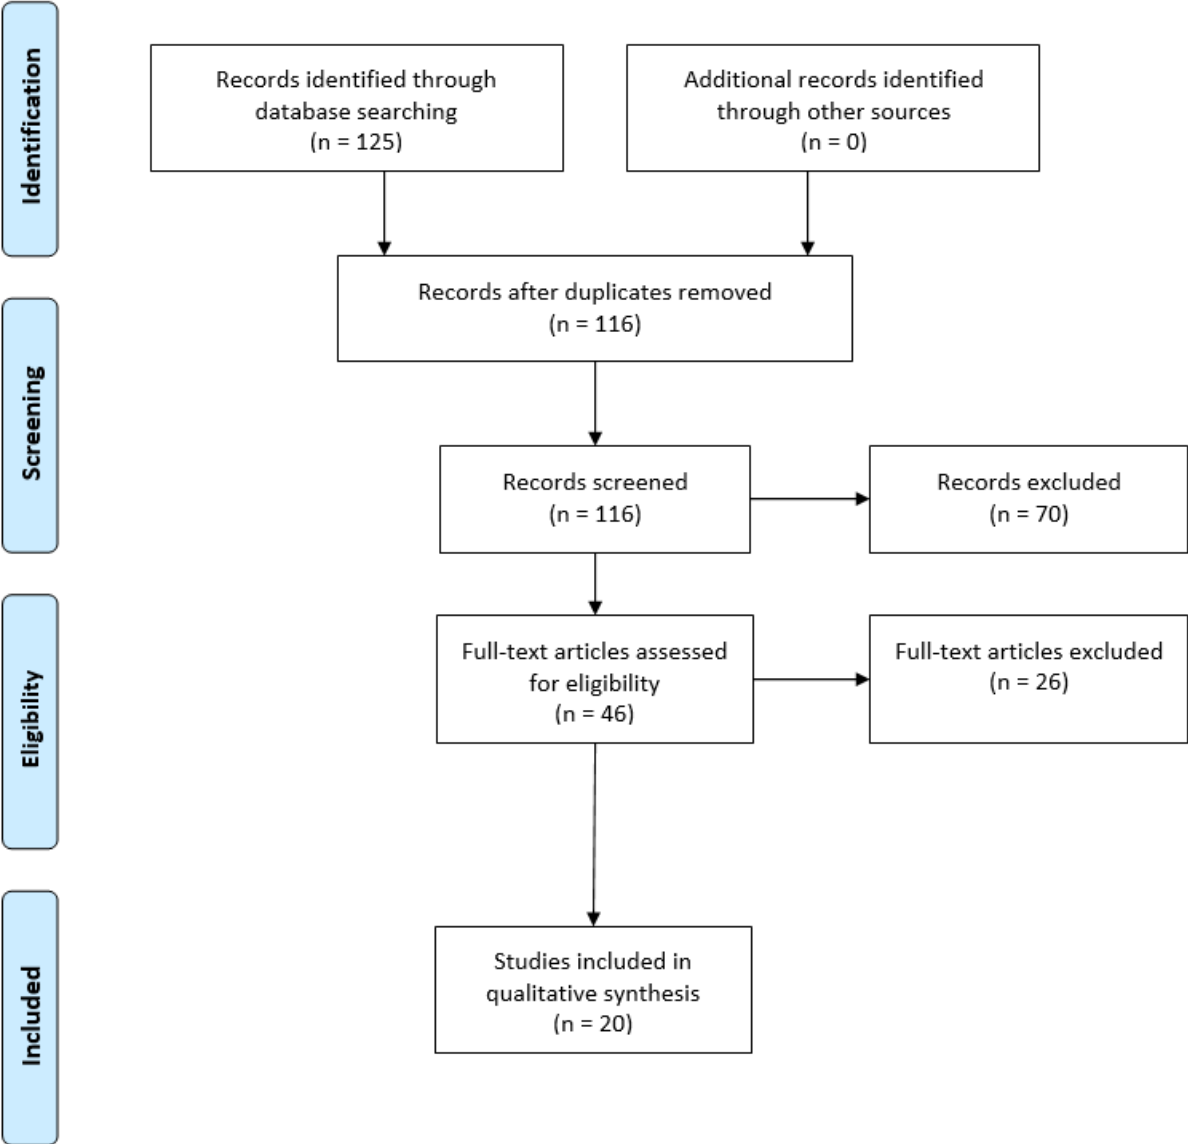 Identification
Records identified through
database searching
(n = 125)
Additional records identified
through other sources
(n = 0)
Records after duplicates removed
(n = 116)
Screening
Records screened
(n = 116)
Records excluded
(n = 70)
Eligibility
Full-text articles assessed
for eligibility
(n = 46)
Full-text articles excluded
(n = 26)
Included
Studies included in
qualitative synthesis
(n = 20)